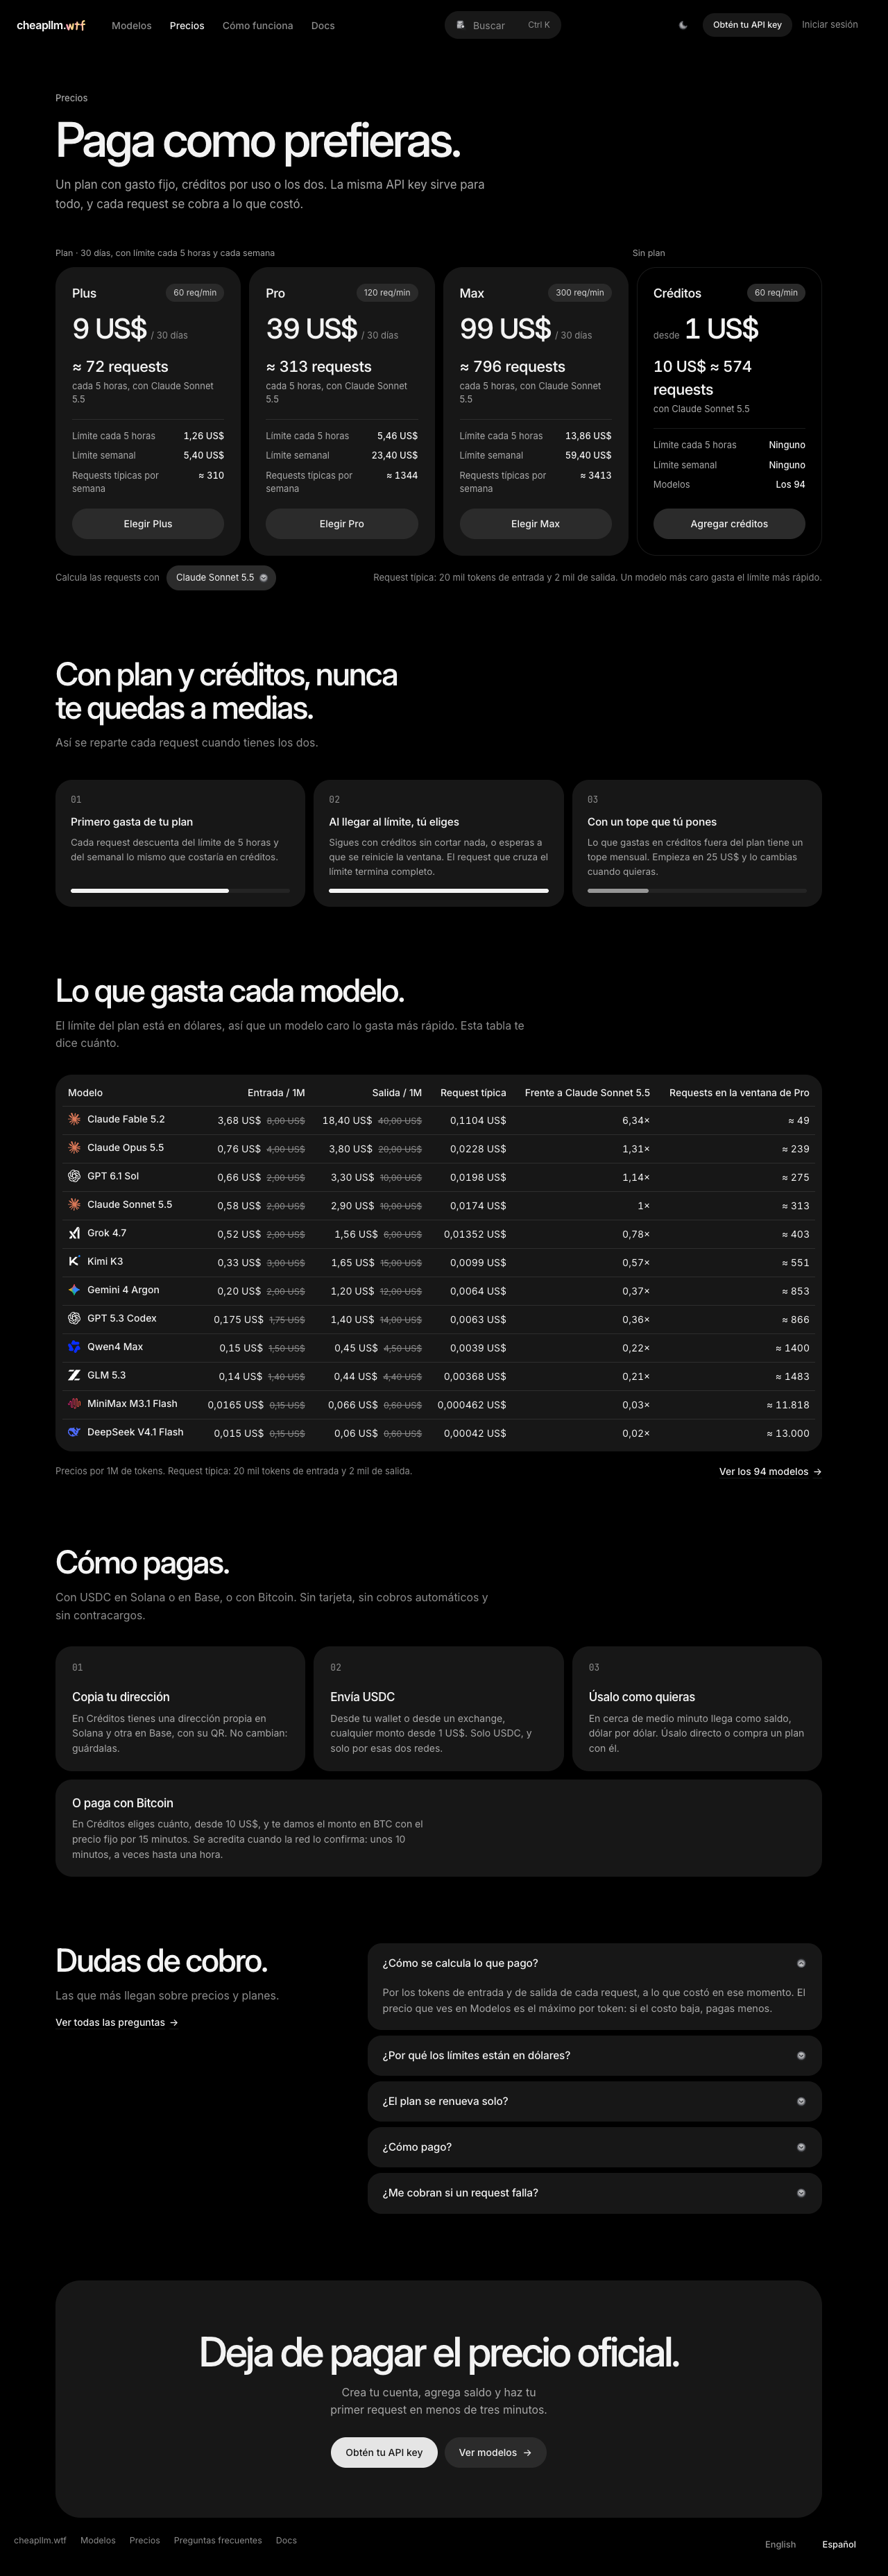 cheapllm.wtf
Modelos
Precios
Cómo funciona
Docs
Buscar
Ctrl K
Obtén tu API key
Iniciar sesión
Precios
Paga como prefieras.
Un plan con gasto fijo, créditos por uso o los dos. La misma API key sirve para
todo, y cada request se cobra a lo que costó.
Plan · 30 días, con límite cada 5 horas y cada semana
Sin plan
Plus
60 req/min
9 US$ / 30 días
≈ 72 requests
cada 5 horas, con Claude Sonnet
5.5
Límite cada 5 horas 1,26 US$
Límite semanal 5,40 US$
Requests típicas por ≈ 310
semana
Elegir Plus
Pro
120 req/min
39 US$ / 30 días
≈ 313 requests
cada 5 horas, con Claude Sonnet
5.5
Límite cada 5 horas 5,46 US$
Límite semanal 23,40 US$
Requests típicas por ≈ 1344
semana
Elegir Pro
Max
300 req/min
99 US$ / 30 días
≈ 796 requests
cada 5 horas, con Claude Sonnet
5.5
Límite cada 5 horas 13,86 US$
Límite semanal 59,40 US$
Requests típicas por ≈ 3413
semana
Elegir Max
Créditos
60 req/min
desde 1 US$
10 US$ ≈ 574
requests
con Claude Sonnet 5.5
Límite cada 5 horas Ninguno
Límite semanal Ninguno
Modelos Los 94
Agregar créditos
Calcula las requests con Claude Sonnet 5.5
Request típica: 20 mil tokens de entrada y 2 mil de salida. Un modelo más caro gasta el límite más rápido.
Con plan y créditos, nunca
te quedas a medias.
Así se reparte cada request cuando tienes los dos.
01
Primero gasta de tu plan
Cada request descuenta del límite de 5 horas y
del semanal lo mismo que costaría en créditos.
02
Al llegar al límite, tú eliges
Sigues con créditos sin cortar nada, o esperas a
que se reinicie la ventana. El request que cruza el
límite termina completo.
03
Con un tope que tú pones
Lo que gastas en créditos fuera del plan tiene un
tope mensual. Empieza en 25 US$ y lo cambias
cuando quieras.
Lo que gasta cada modelo.
El límite del plan está en dólares, así que un modelo caro lo gasta más rápido. Esta tabla te
dice cuánto.
Modelo Entrada / 1M Salida / 1M Request típica Frente a Claude Sonnet 5.5 Requests en la ventana de Pro
Claude Fable 5.2 3,68 US$ 8,00 US$ 18,40 US$ 40,00 US$ 0,1104 US$ 6,34× ≈ 49
Claude Opus 5.5 0,76 US$ 4,00 US$ 3,80 US$ 20,00 US$ 0,0228 US$ 1,31× ≈ 239
GPT 6.1 Sol 0,66 US$ 2,00 US$ 3,30 US$ 10,00 US$ 0,0198 US$ 1,14× ≈ 275
Claude Sonnet 5.5 0,58 US$ 2,00 US$ 2,90 US$ 10,00 US$ 0,0174 US$ 1× ≈ 313
Grok 4.7 0,52 US$ 2,00 US$ 1,56 US$ 6,00 US$ 0,01352 US$ 0,78× ≈ 403
Kimi K3 0,33 US$ 3,00 US$ 1,65 US$ 15,00 US$ 0,0099 US$ 0,57× ≈ 551
Gemini 4 Argon 0,20 US$ 2,00 US$ 1,20 US$ 12,00 US$ 0,0064 US$ 0,37× ≈ 853
GPT 5.3 Codex 0,175 US$ 1,75 US$ 1,40 US$ 14,00 US$ 0,0063 US$ 0,36× ≈ 866
Qwen4 Max 0,15 US$ 1,50 US$ 0,45 US$ 4,50 US$ 0,0039 US$ 0,22× ≈ 1400
GLM 5.3 0,14 US$ 1,40 US$ 0,44 US$ 4,40 US$ 0,00368 US$ 0,21× ≈ 1483
MiniMax M3.1 Flash 0,0165 US$ 0,15 US$ 0,066 US$ 0,60 US$ 0,000462 US$ 0,03× ≈ 11.818
DeepSeek V4.1 Flash 0,015 US$ 0,15 US$ 0,06 US$ 0,60 US$ 0,00042 US$ 0,02× ≈ 13.000
Precios por 1M de tokens. Request típica: 20 mil tokens de entrada y 2 mil de salida.
Ver los 94 modelos →
Cómo pagas.
Con USDC en Solana o en Base, o con Bitcoin. Sin tarjeta, sin cobros automáticos y
sin contracargos.
01
Copia tu dirección
En Créditos tienes una dirección propia en
Solana y otra en Base, con su QR. No cambian:
guárdalas.
02
Envía USDC
Desde tu wallet o desde un exchange,
cualquier monto desde 1 US$. Solo USDC, y
solo por esas dos redes.
03
Úsalo como quieras
En cerca de medio minuto llega como saldo,
dólar por dólar. Úsalo directo o compra un plan
con él.
O paga con Bitcoin
En Créditos eliges cuánto, desde 10 US$, y te damos el monto en BTC con el
precio fijo por 15 minutos. Se acredita cuando la red lo confirma: unos 10
minutos, a veces hasta una hora.
Dudas de cobro.
Las que más llegan sobre precios y planes.
Ver todas las preguntas →
¿Cómo se calcula lo que pago?
Por los tokens de entrada y de salida de cada request, a lo que costó en ese momento. El
precio que ves en Modelos es el máximo por token: si el costo baja, pagas menos.
¿Por qué los límites están en dólares?
¿El plan se renueva solo?
¿Cómo pago?
¿Me cobran si un request falla?
Deja de pagar el precio oficial.
Crea tu cuenta, agrega saldo y haz tu
primer request en menos de tres minutos.
Obtén tu API key
Ver modelos →
cheapllm.wtf
Modelos
Precios
Preguntas frecuentes
Docs
English
Español